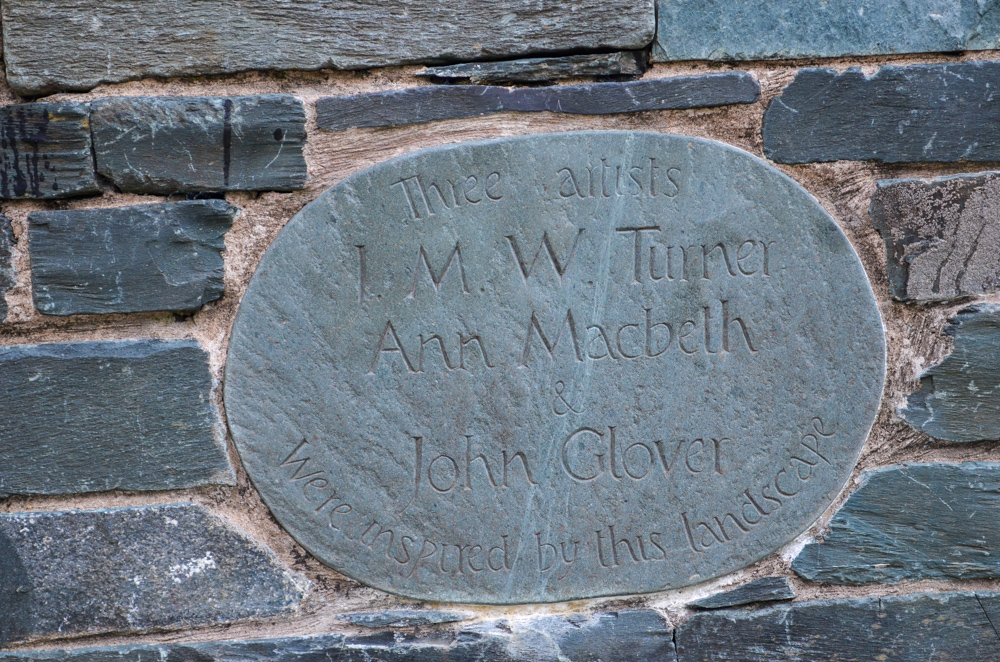 Three artists
J. M. W. Turner
Ann Macbeth
&
John Glover
Were inspired by this landscape